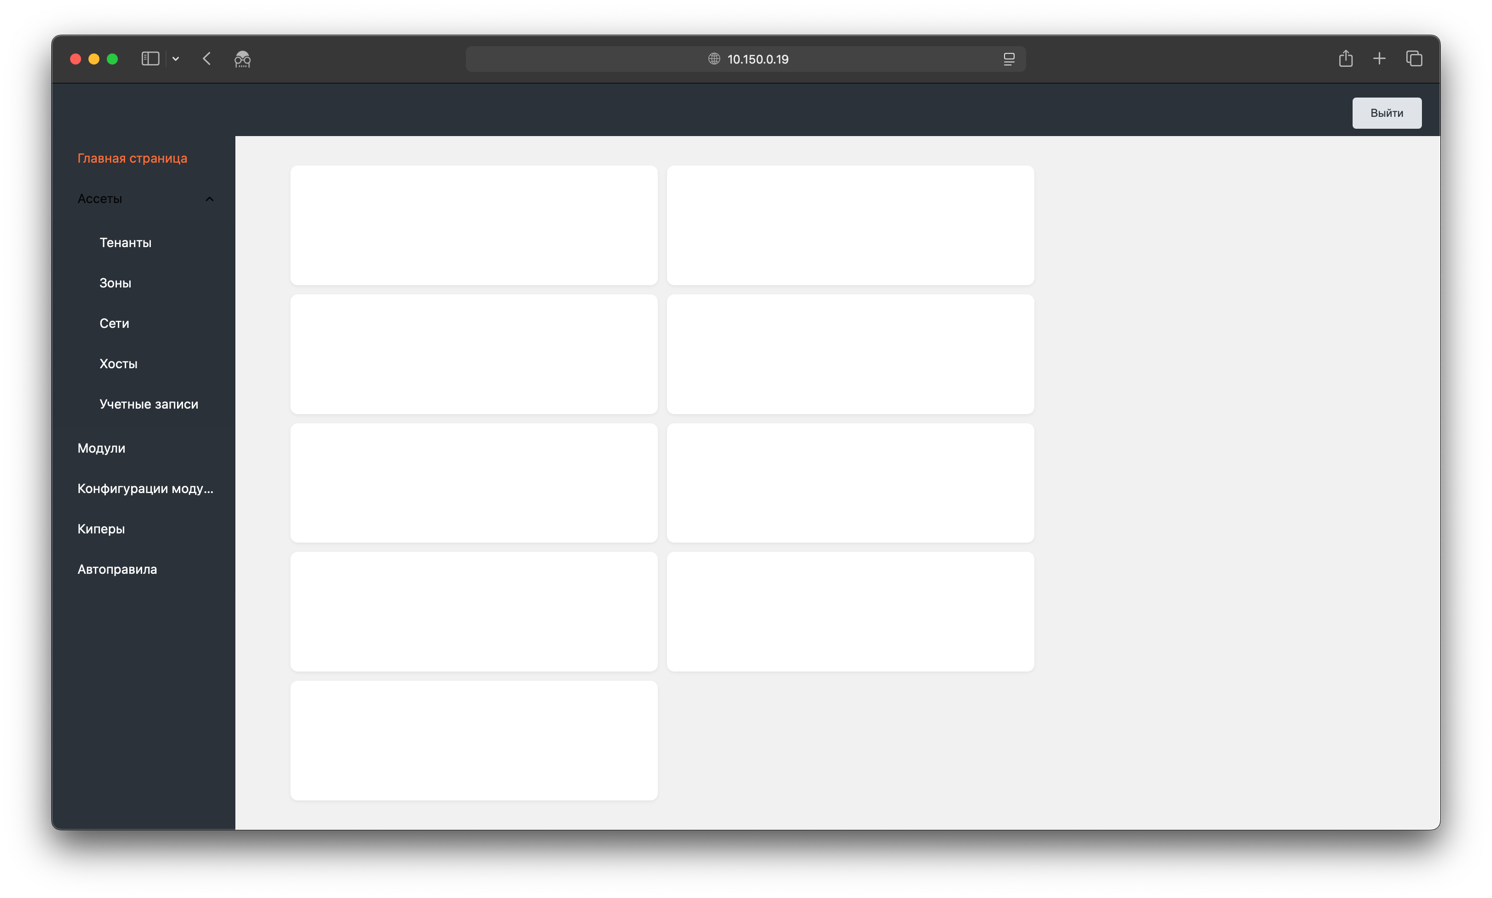 10.150.0.19
Выйти
Главная страница
Ассеты
Тенанты
Зоны
Сети
Хосты
Учетные записи
Модули
Конфигурации моду...
Киперы
Автоправила